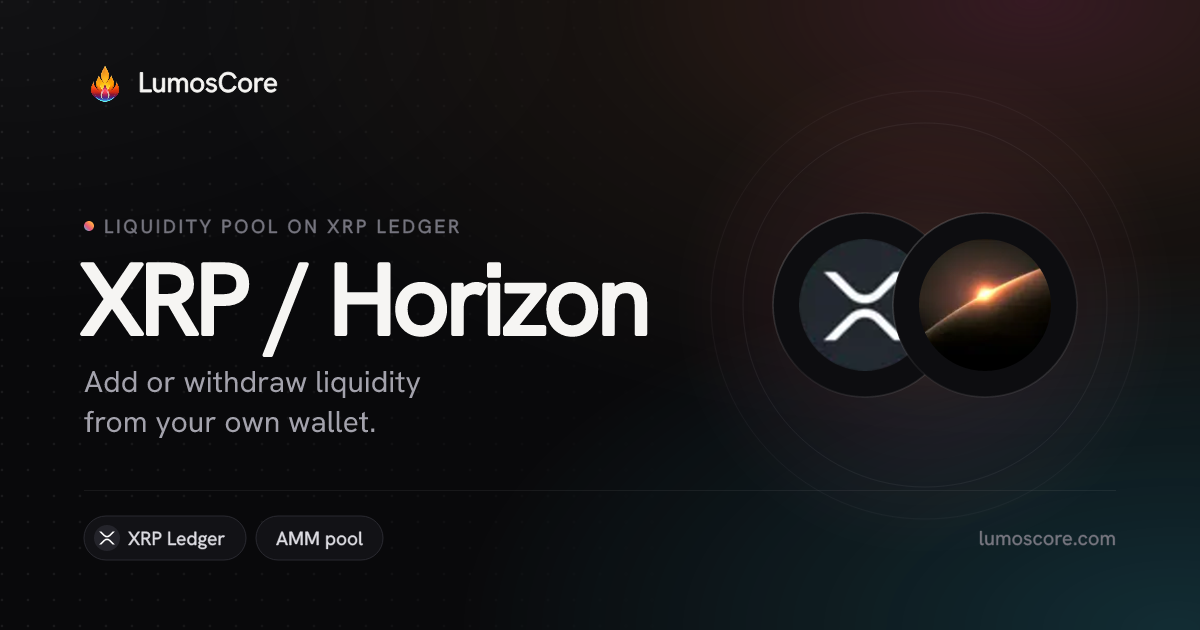 LumosCore
LIQUIDITY POOL ON XRP LEDGER
XRP / Horizon
Add or withdraw liquidity
from your own wallet.
XRP Ledger
AMM pool
lumoscore.com